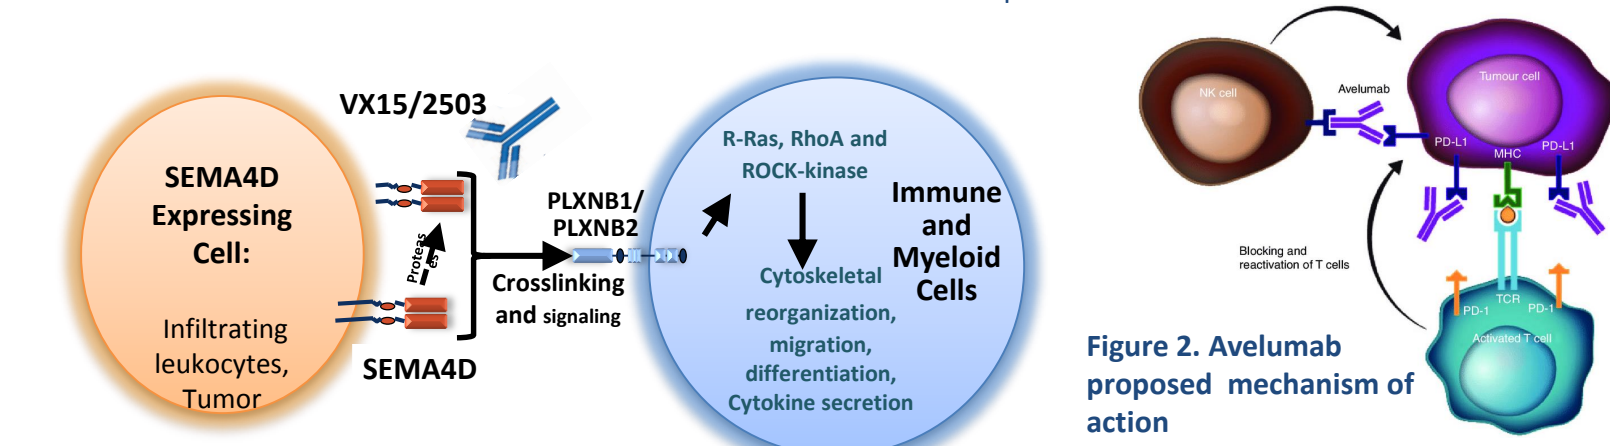 VX15/2503
SEMA4D
Expressing
Cell:
Infiltrating
leukocytes,
Tumor
Proteas
es
SEMA4D
PLXNB1/
PLXNB2
Crosslinking
and signaling
R-Ras, RhoA and
ROCK-kinase
Cytoskeletal
reorganization,
migration,
differentiation,
Cytokine secretion
Immune
and
Myeloid
Cells
NK cell
Avelumab
Tumour cell
PD-L1
MHC
PD-L1
Blocking and
reactivation of T cells
TCR
PD-1
PD-1
Activated T cell
Figure 2. Avelumab
proposed mechanism of
action